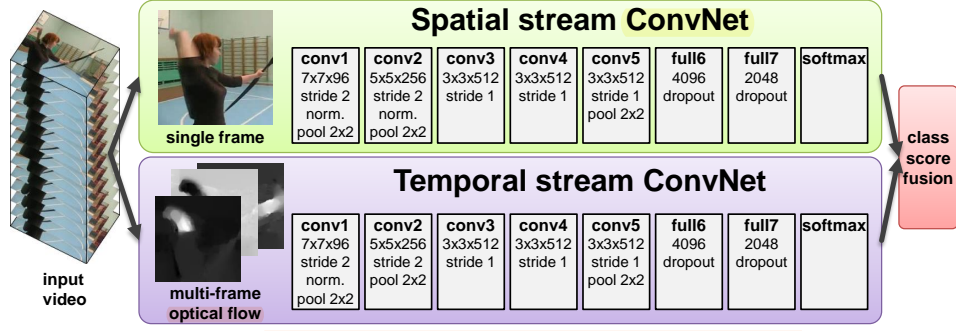 Spatial stream ConvNet
single frame
conv1
7x7x96
stride 2
norm.
pool 2x2
conv2
5x5x256
stride 2
norm.
pool 2x2
conv3
3x3x512
stride 1
conv4
3x3x512
stride 1
conv5
3x3x512
stride 1
pool 2x2
full6
4096
dropout
full7
2048
dropout
softmax
input
video
Temporal stream ConvNet
multi-frame
optical flow
conv1
7x7x96
stride 2
norm.
pool 2x2
conv2
5x5x256
stride 2
pool 2x2
conv3
3x3x512
stride 1
conv4
3x3x512
stride 1
conv5
3x3x512
stride 1
pool 2x2
full6
4096
dropout
full7
2048
dropout
softmax
class
score
fusion